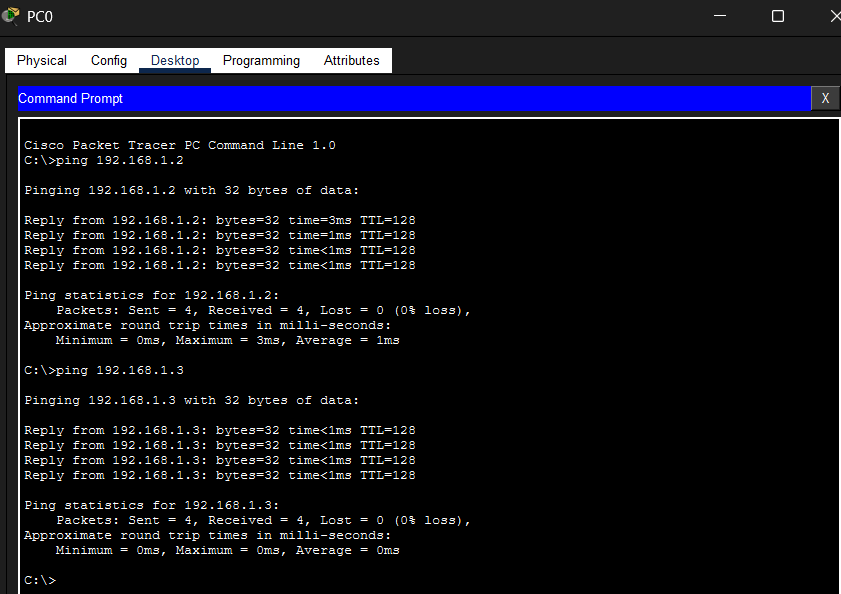 PC0
Physical Config Desktop Programming Attributes
Command Prompt X
Cisco Packet Tracer PC Command Line 1.0
C:\>ping 192.168.1.2
Pinging 192.168.1.2 with 32 bytes of data:
Reply from 192.168.1.2: bytes=32 time=3ms TTL=128
Reply from 192.168.1.2: bytes=32 time=1ms TTL=128
Reply from 192.168.1.2: bytes=32 time<1ms TTL=128
Reply from 192.168.1.2: bytes=32 time<1ms TTL=128
Ping statistics for 192.168.1.2:
    Packets: Sent = 4, Received = 4, Lost = 0 (0% loss),
Approximate round trip times in milli-seconds:
    Minimum = 0ms, Maximum = 3ms, Average = 1ms
C:\>ping 192.168.1.3
Pinging 192.168.1.3 with 32 bytes of data:
Reply from 192.168.1.3: bytes=32 time<1ms TTL=128
Reply from 192.168.1.3: bytes=32 time<1ms TTL=128
Reply from 192.168.1.3: bytes=32 time<1ms TTL=128
Reply from 192.168.1.3: bytes=32 time<1ms TTL=128
Ping statistics for 192.168.1.3:
    Packets: Sent = 4, Received = 4, Lost = 0 (0% loss),
Approximate round trip times in milli-seconds:
    Minimum = 0ms, Maximum = 0ms, Average = 0ms
C:\>